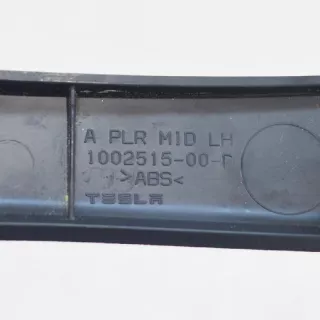 A PLR MID LH
1002515-00-F
>ABS<
TESLA